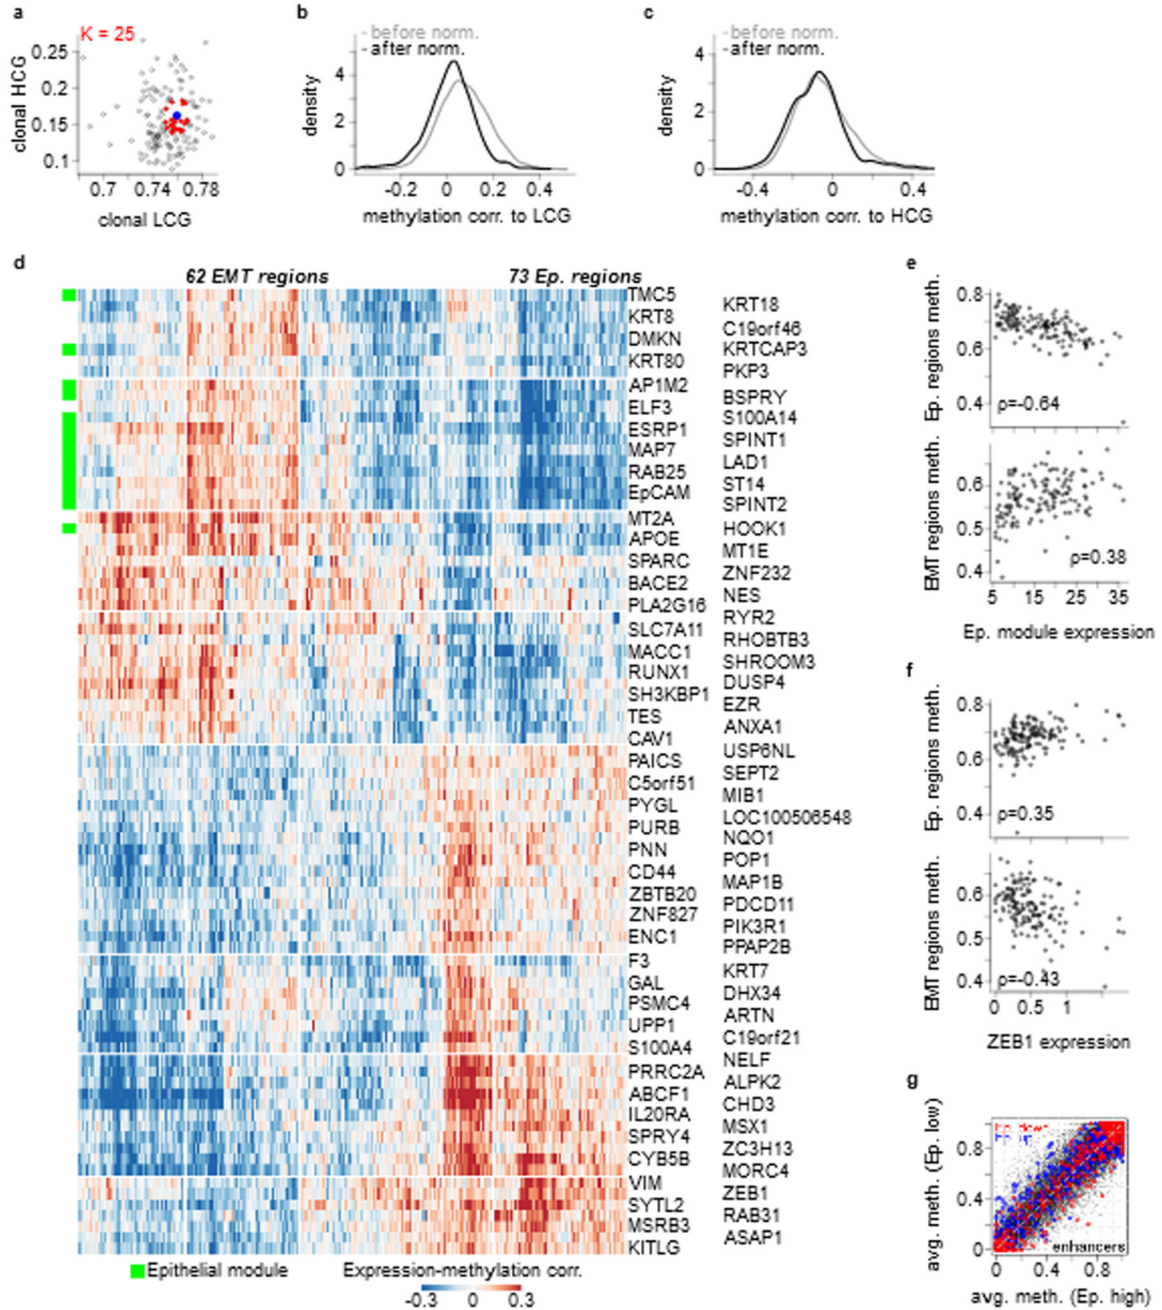 a
K = 25
clonal HCG
0.25
0.2
0.15
0.1
0.7 0.74 0.78
clonal LCG
b
- before norm.
- after norm.
density
4
2
0
-0.2 0 0.2 0.4
methylation corr. to LCG
c
- before norm.
- after norm.
density
4
2
0
-0.4 0 0.4
methylation corr. to HCG
d
62 EMT regions
73 Ep. regions
TMC5
KRT8
DMKN
KRT80
AP1M2
ELF3
ESRP1
MAP7
RAB25
EpCAM
MT2A
APOE
SPARC
BACE2
PLA2G16
SLC7A11
MACC1
RUNX1
SH3KBP1
TES
CAV1
PAICS
C5orf51
PYGL
PURB
PNN
CD44
ZBTB20
ZNF827
ENC1
F3
GAL
PSMC4
UPP1
S100A4
PRRC2A
ABCF1
IL20RA
SPRY4
CYB5B
VIM
SYTL2
MSRB3
KITLG
KRT18
C19orf46
KRTCAP3
PKP3
BSPRY
S100A14
SPINT1
LAD1
ST14
SPINT2
HOOK1
MT1E
ZNF232
NES
RYR2
RHOBTB3
SHROOM3
DUSP4
EZR
ANXA1
USP6NL
SEPT2
MIB1
LOC100506548
NQO1
POP1
MAP1B
PDCD11
PIK3R1
PPAP2B
KRT7
DHX34
ARTN
C19orf21
NELF
ALPK2
CHD3
MSX1
ZC3H13
MORC4
ZEB1
RAB31
ASAP1
Epithelial module
Expression-methylation corr.
-0.3 0 0.3
e
Ep. regions meth.
0.8
0.6
0.4
ρ=-0.64
EMT regions meth.
0.6
0.5
0.4
ρ=0.38
5 15 25 35
Ep. module expression
f
Ep. regions meth.
0.8
0.6
0.4
ρ=0.35
EMT regions meth.
0.6
0.5
0.4
ρ=-0.43
0 0.5 1
ZEB1 expression
g
avg. meth. (Ep. low)
0.8
0.4
0
enhancers
0 0.4 0.8
avg. meth. (Ep. high)